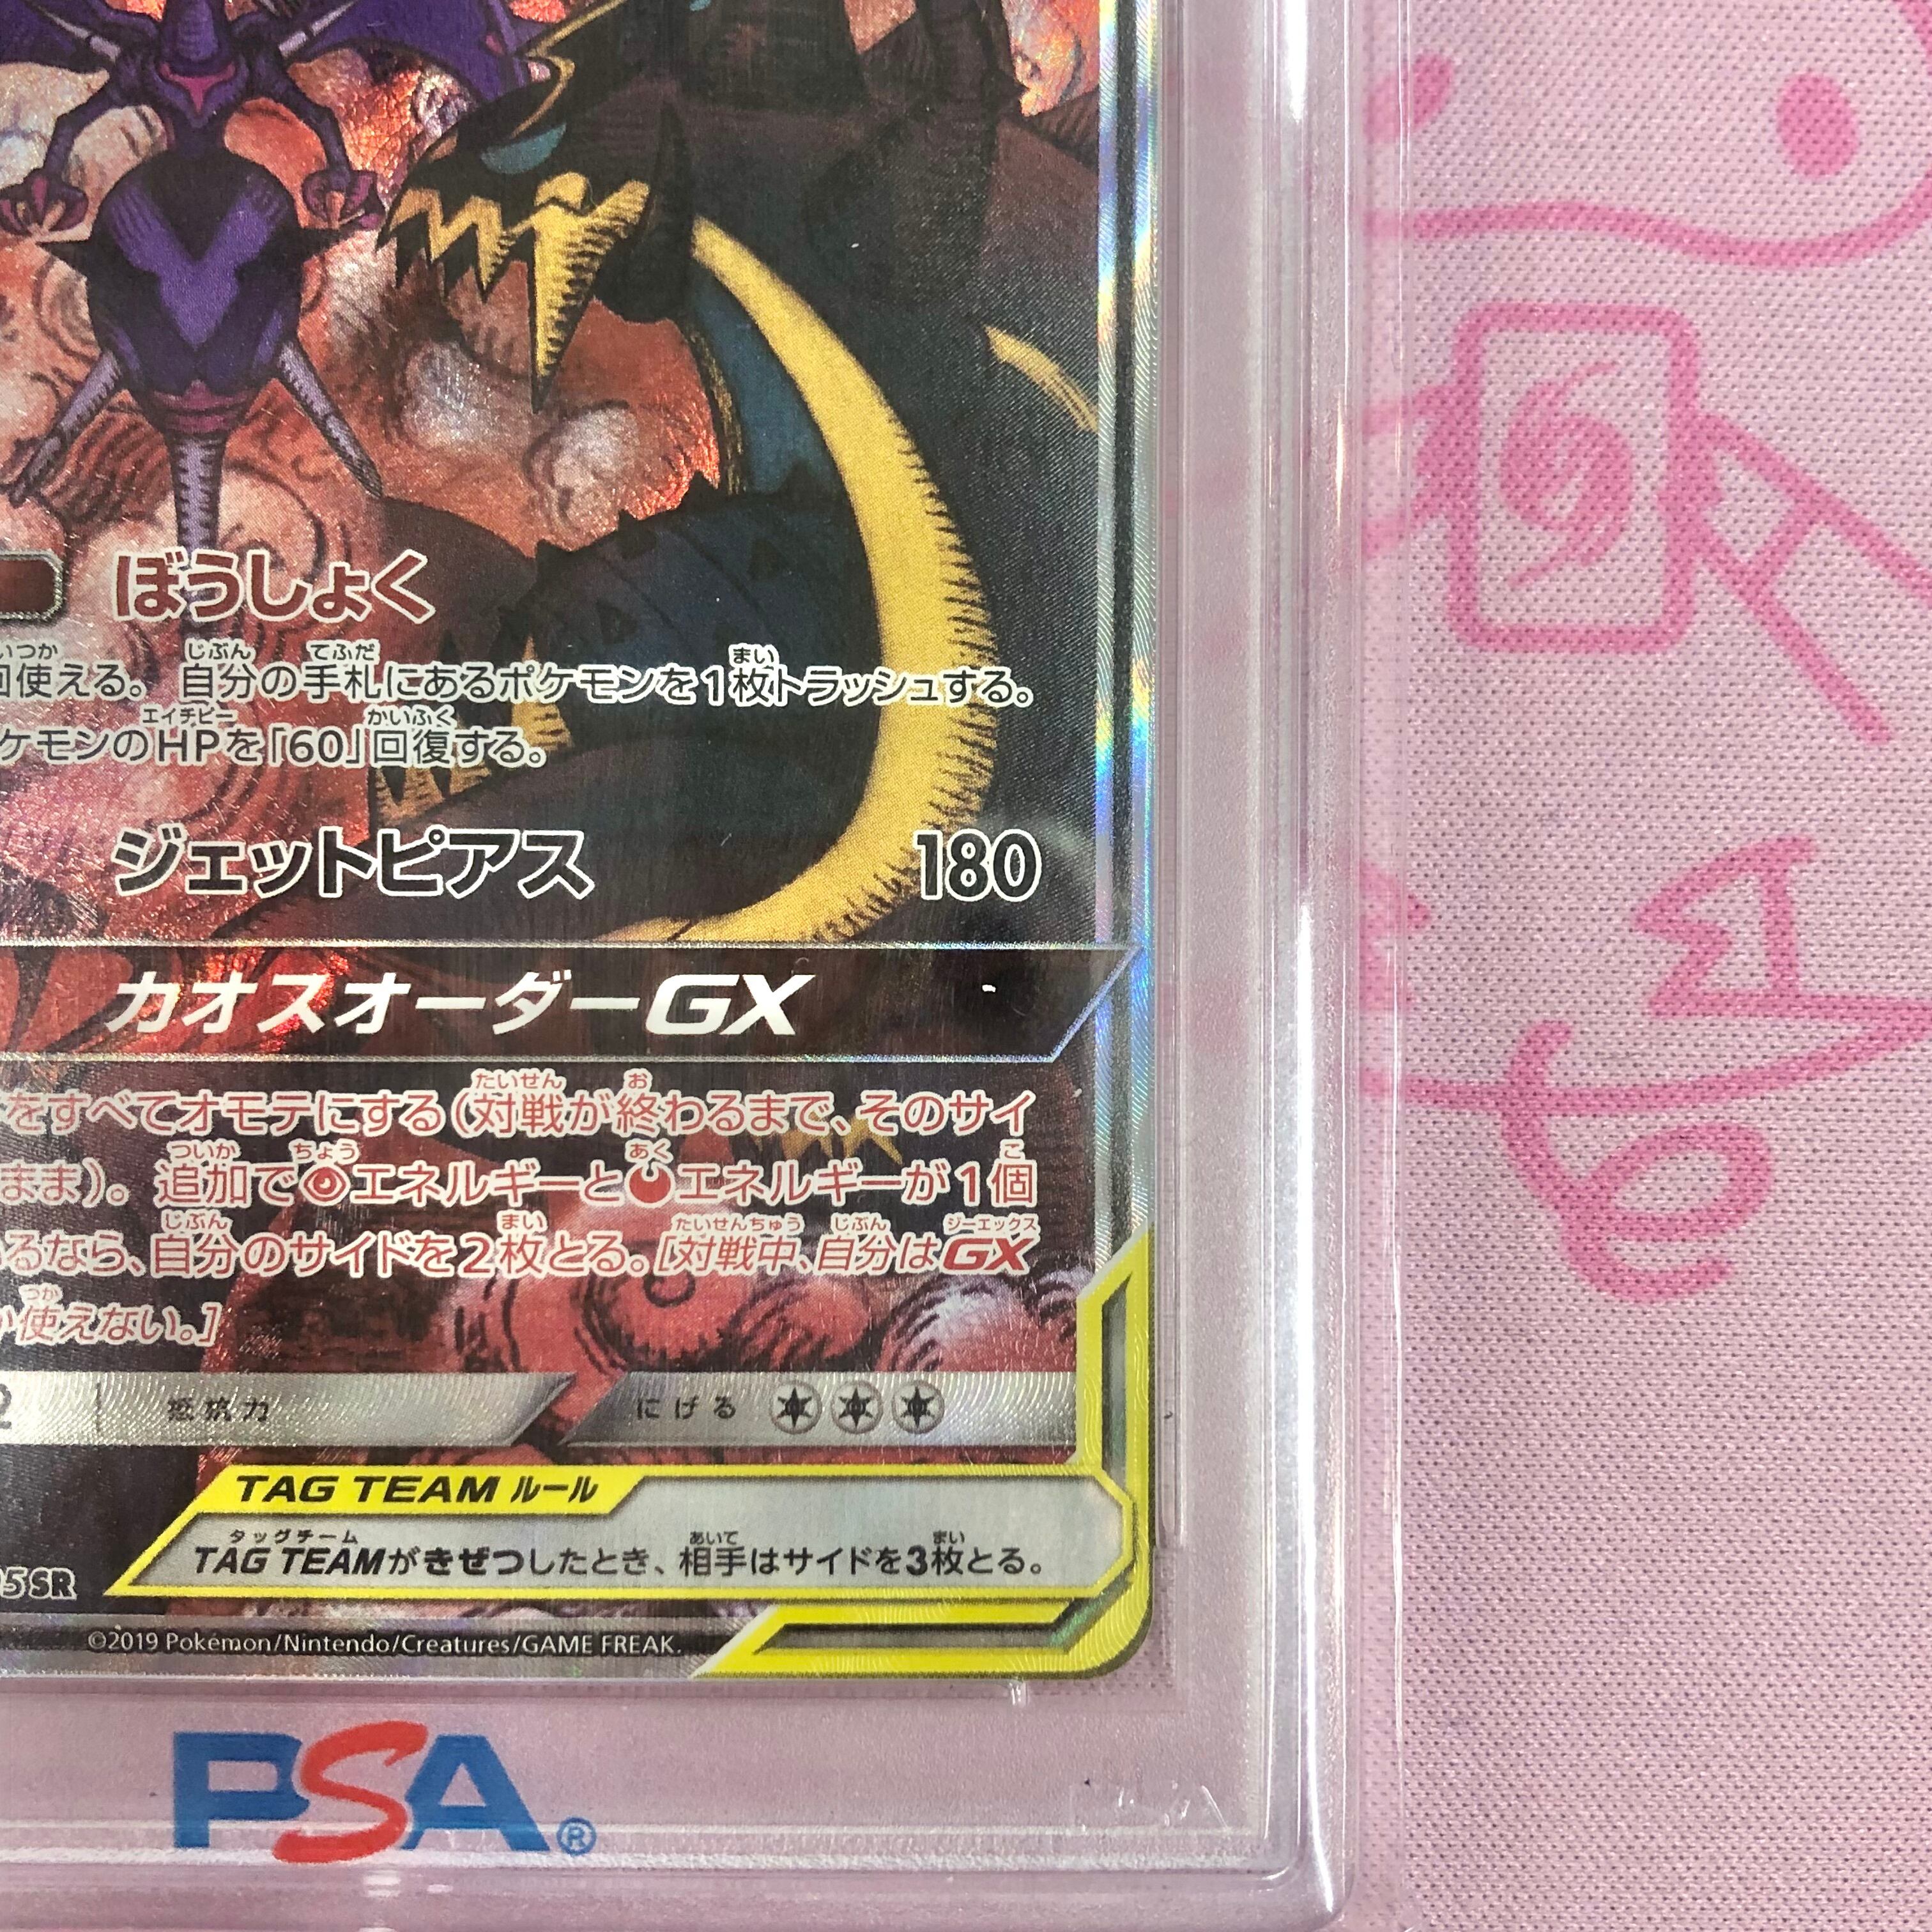 ぼうしょく
使える。自分の手札にあるポケモンを1枚トラッシュする。
ケモンのHPを「60」回復する。
ジェットピアス 180
カオスオーダーGX
をすべてオモテにする(対戦が終わるまで、そのサイ
まま)。追加でエネルギーとエネルギーが1個
るなら、自分のサイドを2枚とる。[対戦中、自分はGX
使えない。]
2 抵抗力 にげる
TAG TEAM ルール
TAG TEAMがきぜつしたとき、相手はサイドを3枚とる。
5 SR
©2019 Pokémon/Nintendo/Creatures/GAME FREAK.
PSA®